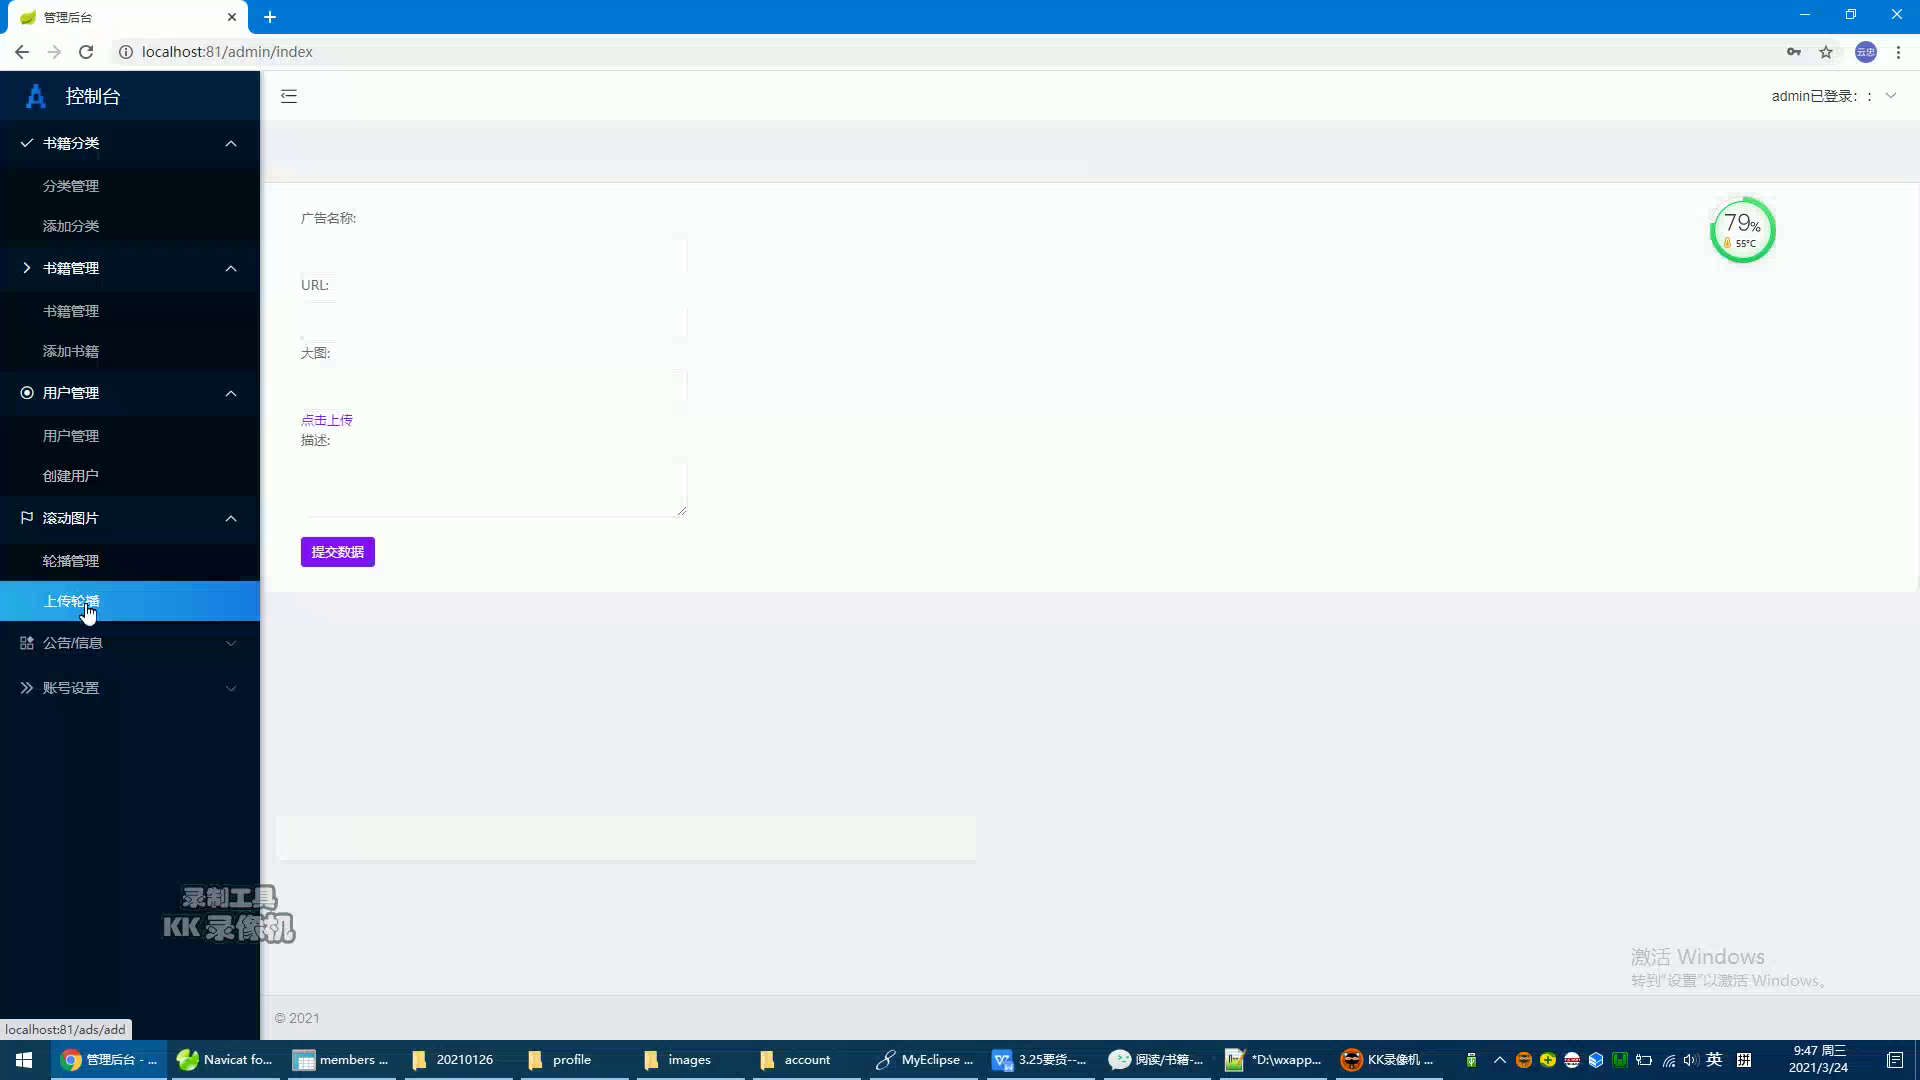 管理后台
localhost:81/admin/index
云忠
控制台
admin已登录: :
书籍分类
分类管理
添加分类
书籍管理
书籍管理
添加书籍
用户管理
用户管理
创建用户
滚动图片
轮播管理
上传轮播
公告/信息
账号设置
广告名称:
URL:
大图:
点击上传
描述:
提交数据
79%
55°C
录制工具
KK 录像机
激活 Windows
转到"设置"以激活 Windows。
© 2021
localhost:81/ads/add
管理后台 - ...
Navicat fo...
members ...
20210126
profile
images
account
MyEclipse ...
3.25要货--...
阅读/书籍-...
*D:\wxapp...
KK录像机 ...
英
拼
9:47 周三
2021/3/24